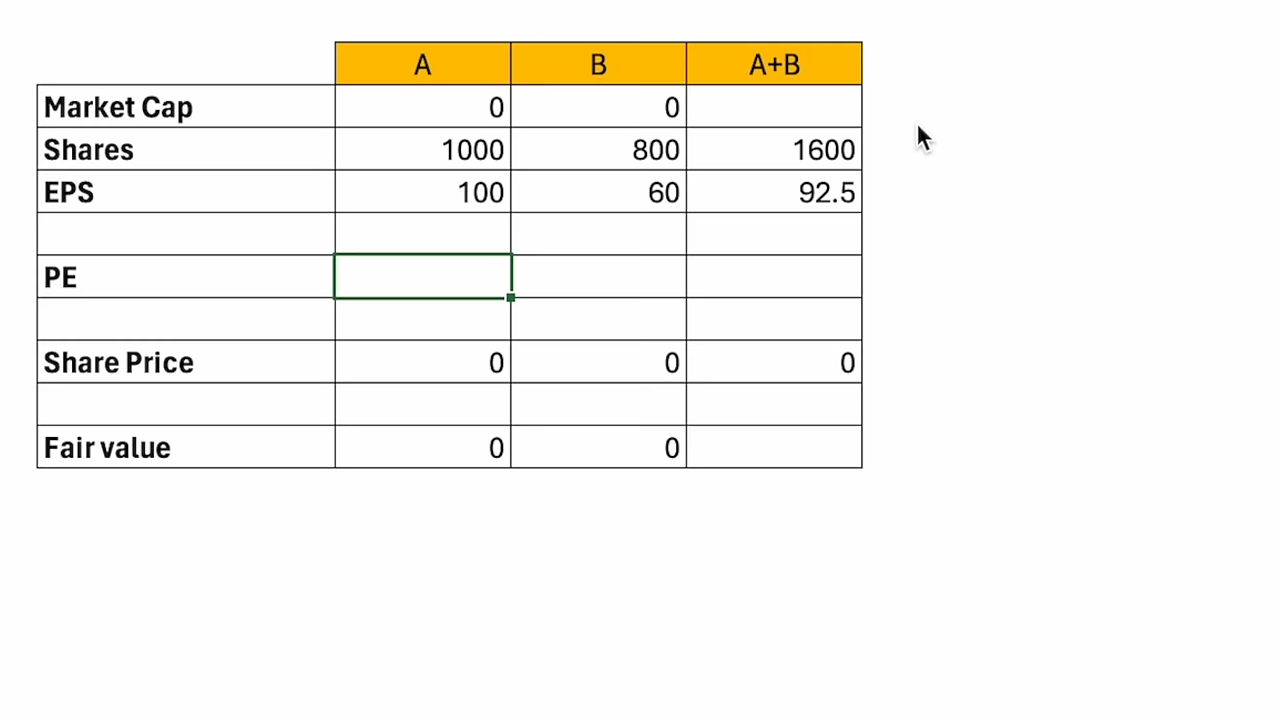 A B A+B
Market Cap 0 0
Shares 1000 800 1600
EPS 100 60 92.5
PE
Share Price 0 0 0
Fair value 0 0